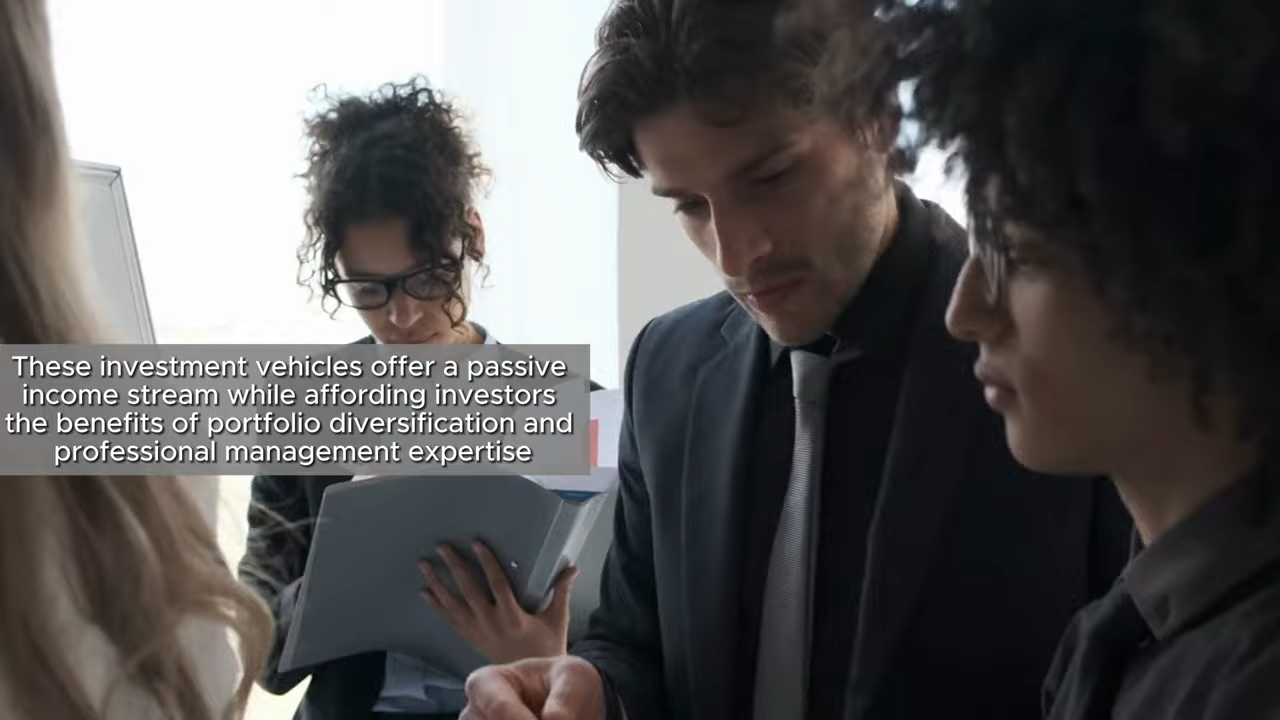 These investment vehicles offer a passive
income stream while affording investors
the benefits of portfolio diversification and
professional management expertise